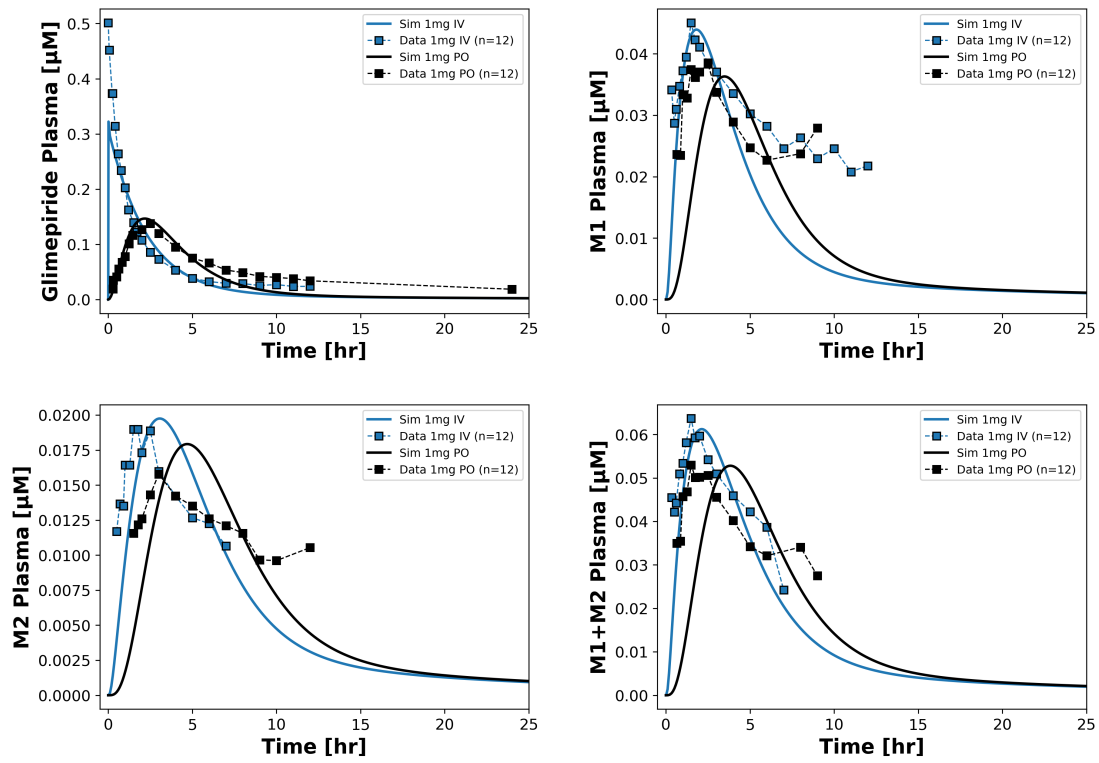 Glimepiride Plasma [µM]
0.5
0.4
0.3
0.2
0.1
0.0
Sim 1mg IV
Data 1mg IV (n=12)
Sim 1mg PO
Data 1mg PO (n=12)
0 5 10 15 20 25
Time [hr]
M1 Plasma [µM]
0.04
0.03
0.02
0.01
0.00
Sim 1mg IV
Data 1mg IV (n=12)
Sim 1mg PO
Data 1mg PO (n=12)
0 5 10 15 20 25
Time [hr]
M2 Plasma [µM]
0.0200
0.0175
0.0150
0.0125
0.0100
0.0075
0.0050
0.0025
0.0000
Sim 1mg IV
Data 1mg IV (n=12)
Sim 1mg PO
Data 1mg PO (n=12)
0 5 10 15 20 25
Time [hr]
M1+M2 Plasma [µM]
0.06
0.05
0.04
0.03
0.02
0.01
0.00
Sim 1mg IV
Data 1mg IV (n=12)
Sim 1mg PO
Data 1mg PO (n=12)
0 5 10 15 20 25
Time [hr]